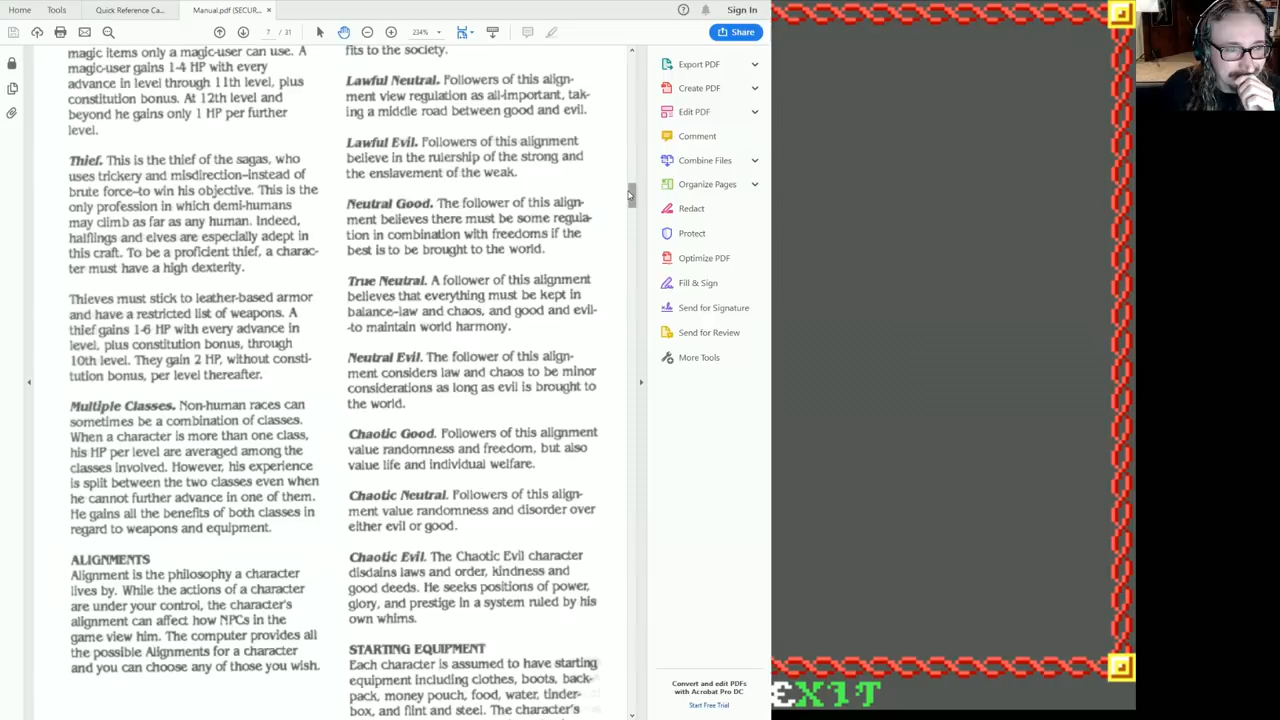 Home
Tools
Quick Reference Ca...
Manual.pdf (SECUR...
Sign In
7 / 31
234%
Share
magic items only a magic-user can use. A
magic-user gains 1-4 HP with every
advance in level through 11th level, plus
constitution bonus. At 12th level and
beyond he gains only 1 HP per further
level.
Thief. This is the thief of the sagas, who
uses trickery and misdirection-instead of
brute force-to win his objective. This is the
only profession in which demi-humans
may climb as far as any human. Indeed,
halflings and elves are especially adept in
this craft. To be a proficient thief, a charac-
ter must have a high dexterity.
Thieves must stick to leather-based armor
and have a restricted list of weapons. A
thief gains 1-6 HP with every advance in
level, plus constitution bonus, through
10th level. They gain 2 HP, without consti-
tution bonus, per level thereafter.
Multiple Classes. Non-human races can
sometimes be a combination of classes.
When a character is more than one class,
his HP per level are averaged among the
classes involved. However, his experience
is split between the two classes even when
he cannot further advance in one of them.
He gains all the benefits of both classes in
regard to weapons and equipment.
ALIGNMENTS
Alignment is the philosophy a character
lives by. While the actions of a character
are under your control, the character's
alignment can affect how NPCs in the
game view him. The computer provides all
the possible Alignments for a character
and you can choose any of those you wish.
fits to the society.
Lawful Neutral. Followers of this align-
ment view regulation as all-important, tak-
ing a middle road between good and evil.
Lawful Evil. Followers of this alignment
believe in the rulership of the strong and
the enslavement of the weak.
Neutral Good. The follower of this align-
ment believes there must be some regula-
tion in combination with freedoms if the
best is to be brought to the world.
True Neutral. A follower of this alignment
believes that everything must be kept in
balance-law and chaos, and good and evil-
-to maintain world harmony.
Neutral Evil. The follower of this align-
ment considers law and chaos to be minor
considerations as long as evil is brought to
the world.
Chaotic Good. Followers of this alignment
value randomness and freedom, but also
value life and individual welfare.
Chaotic Neutral. Followers of this align-
ment value randomness and disorder over
either evil or good.
Chaotic Evil. The Chaotic Evil character
disdains laws and order, kindness and
good deeds. He seeks positions of power,
glory, and prestige in a system ruled by his
own whims.
STARTING EQUIPMENT
Each character is assumed to have starting
equipment including clothes, boots, back-
pack, money pouch, food, water, tinder-
box, and flint and steel. The character's
Export PDF
Create PDF
Edit PDF
Comment
Combine Files
Organize Pages
Redact
Protect
Optimize PDF
Fill & Sign
Send for Signature
Send for Review
More Tools
Convert and edit PDFs
with Acrobat Pro DC
Start Free Trial
EXIT